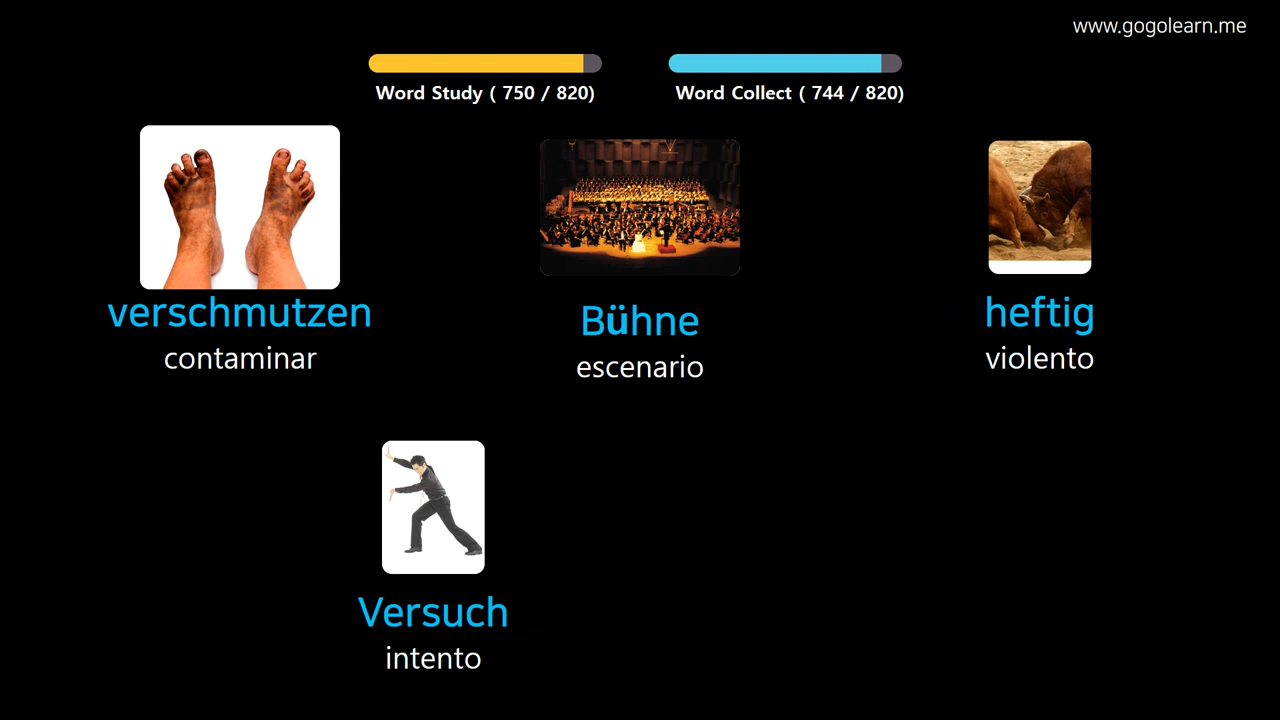 www.gogolearn.me
Word Study ( 750 / 820)
Word Collect ( 744 / 820)
verschmutzen
contaminar
Bühne
escenario
heftig
violento
Versuch
intento